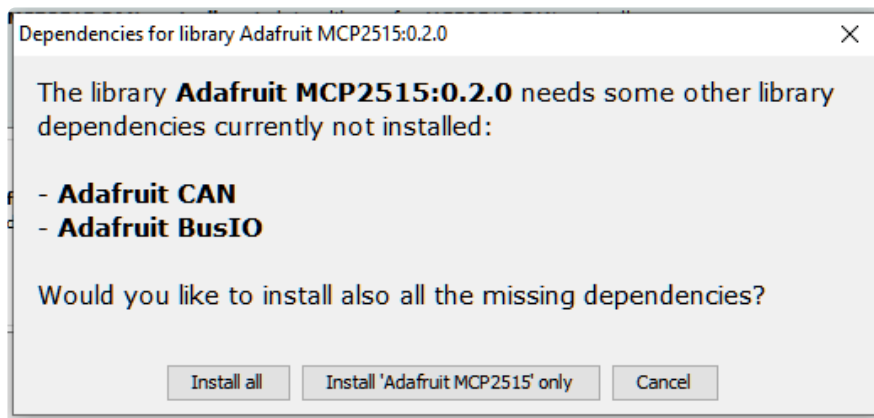 Dependencies for library Adafruit MCP2515:0.2.0
The library Adafruit MCP2515:0.2.0 needs some other library
dependencies currently not installed:
- Adafruit CAN
- Adafruit BusIO
Would you like to install also all the missing dependencies?
Install all
Install 'Adafruit MCP2515' only
Cancel